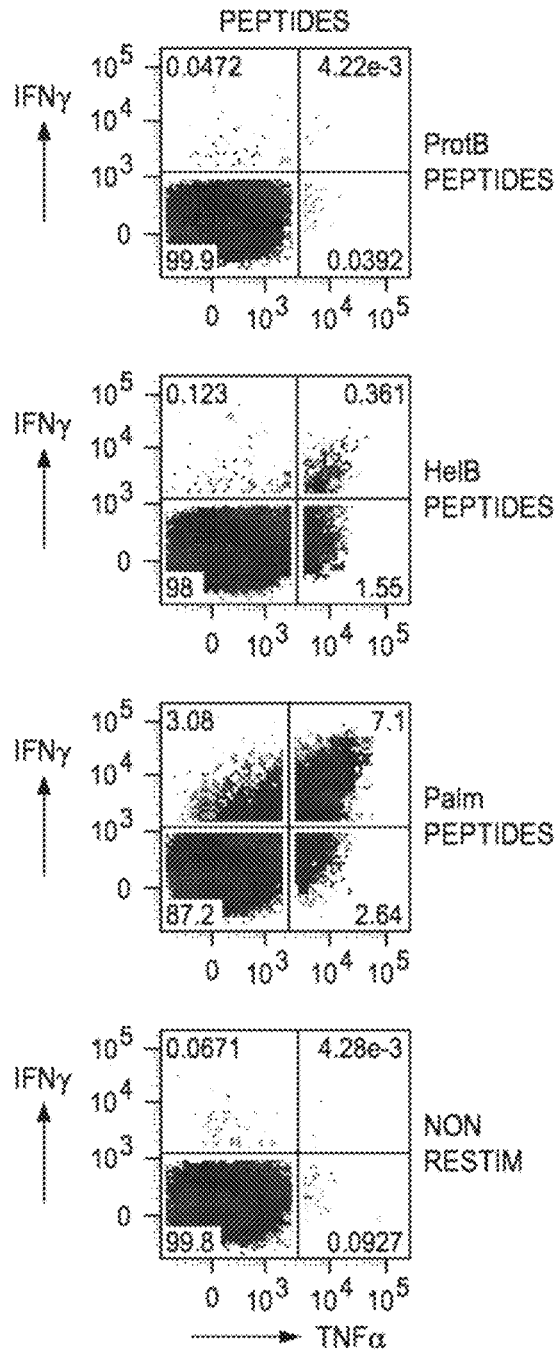 PEPTIDES
IFNγ
10^5
10^4
10^3
0
0.0472
4.22e-3
99.9
0.0392
0 10^3 10^4 10^5
ProtB
PEPTIDES
IFNγ
10^5
10^4
10^3
0
0.123
0.361
98
1.55
0 10^3 10^4 10^5
HelB
PEPTIDES
IFNγ
10^5
10^4
10^3
0
3.08
7.1
87.2
2.64
0 10^3 10^4 10^5
Palm
PEPTIDES
IFNγ
10^5
10^4
10^3
0
0.0671
4.28e-3
99.8
0.0927
0 10^3 10^4 10^5
NON
RESTIM
TNFα